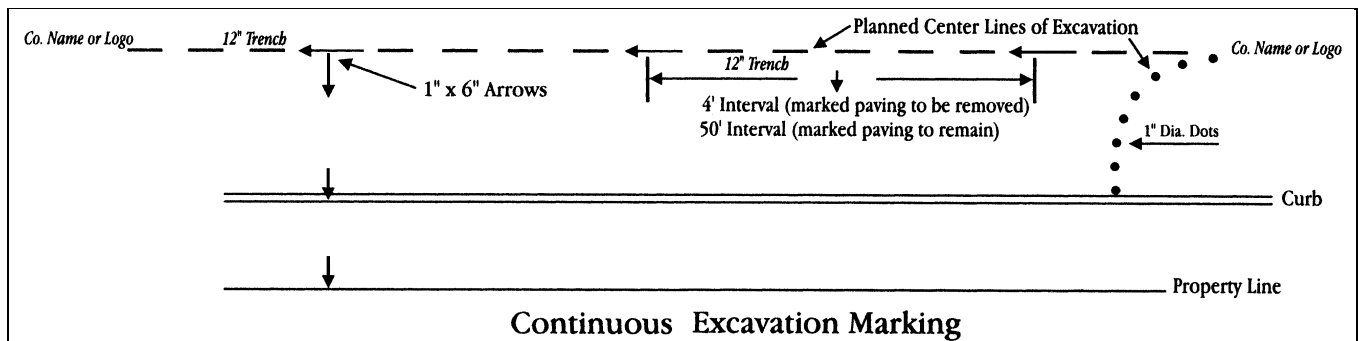 Planned Center Lines of Excavation
Co. Name or Logo
12" Trench
Co. Name or Logo
12" Trench
1" x 6" Arrows
4' Interval (marked paving to be removed)
50' Interval (marked paving to remain)
1" Dia. Dots
Curb
Property Line
Continuous Excavation Marking